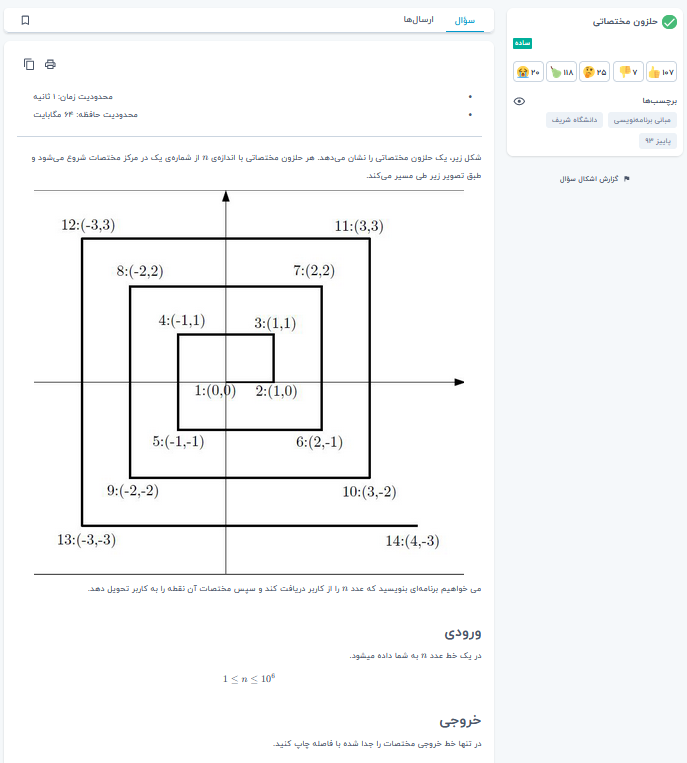 سؤال
ارسال‌ها
حلزون مختصاتی
ساده
۱۰۷
۷
۲۵
۱۱۸
۲۰
برچسب‌ها
مبانی برنامه‌نویسی
دانشگاه شریف
پاییز ۹۳
گزارش اشکال سؤال
محدودیت زمان: ۱ ثانیه
محدودیت حافظه: ۶۴ مگابایت
شکل زیر، یک حلزون مختصاتی را نشان می‌دهد. هر حلزون مختصاتی با اندازه‌ی n از شماره‌ی یک در مرکز مختصات شروع می‌شود و
طبق تصویر زیر طی مسیر می‌کند.
12:(-3,3)
11:(3,3)
8:(-2,2)
7:(2,2)
4:(-1,1)
3:(1,1)
1:(0,0)
2:(1,0)
5:(-1,-1)
6:(2,-1)
9:(-2,-2)
10:(3,-2)
13:(-3,-3)
14:(4,-3)
می خواهیم برنامه‌ای بنویسید که عدد n را از کاربر دریافت کند و سپس مختصات آن نقطه را به کاربر تحویل دهد.
ورودی
در یک خط عدد n به شما داده میشود.
1 ≤ n ≤ 10⁶
خروجی
در تنها خط خروجی مختصات را جدا شده با فاصله چاپ کنید.